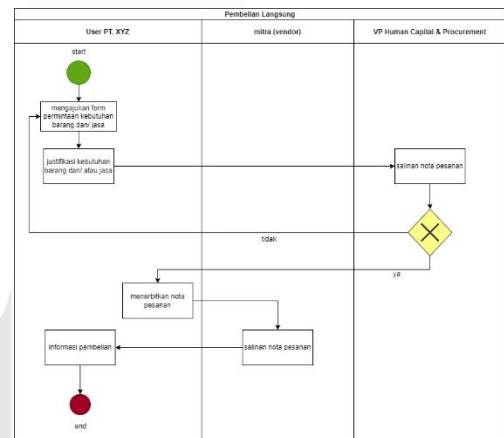 Pembelian Langsung
User PT. XYZ
mitra (vendor)
VP Human Capital & Procurement
start
mengajukan form
permintaan kebutuhan
barang dan/ jasa
justifikasi kebutuhan
barang dan/ atau jasa
salinan nota pesanan
tidak
ya
menerbitkan nota
pesanan
informasi pembelian
salinan nota pesanan
end